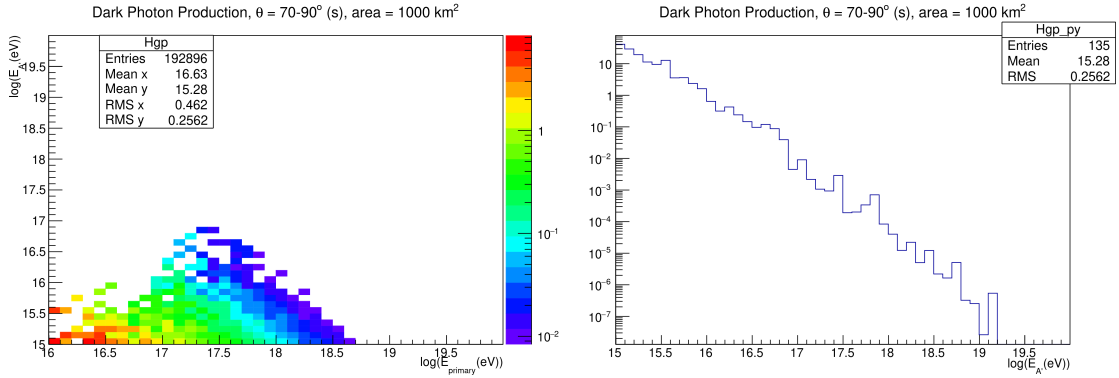 Dark Photon Production, θ = 70-90° (s), area = 1000 km²
Hgp
Entries 192896
Mean x 16.63
Mean y 15.28
RMS x 0.462
RMS y 0.2562
log(E_A'(eV))
19.5
19
18.5
18
17.5
17
16.5
16
15.5
15
16 16.5 17 17.5 18 18.5 19 19.5
log(E_primary(eV))
1
10⁻¹
10⁻²
Dark Photon Production, θ = 70-90° (s), area = 1000 km²
Hgp_py
Entries 135
Mean 15.28
RMS 0.2562
10
1
10⁻¹
10⁻²
10⁻³
10⁻⁴
10⁻⁵
10⁻⁶
10⁻⁷
15 15.5 16 16.5 17 17.5 18 18.5 19 19.5
log(E_A'(eV))